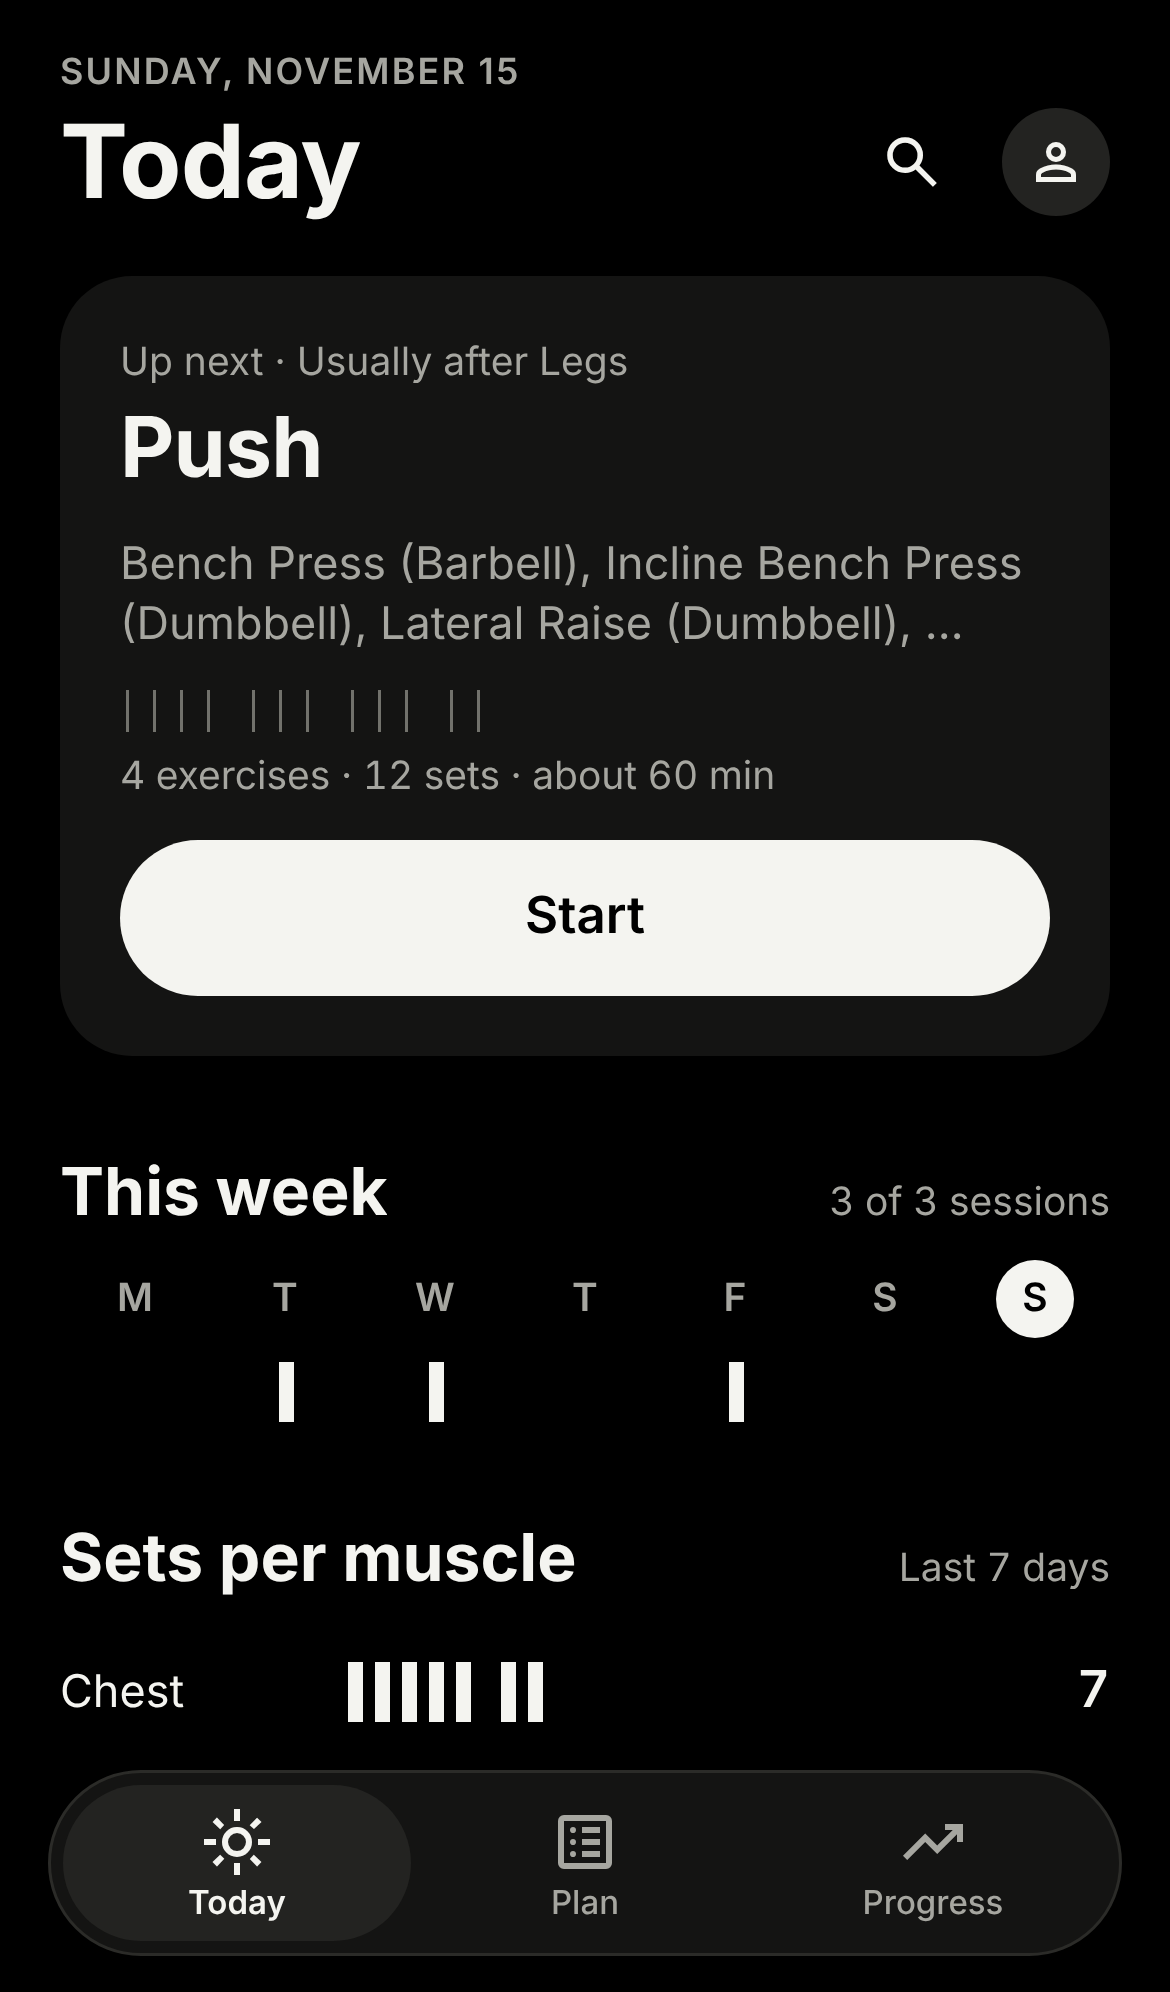 SUNDAY, NOVEMBER 15
Today
Up next · Usually after Legs
Push
Bench Press (Barbell), Incline Bench Press
(Dumbbell), Lateral Raise (Dumbbell), ...
4 exercises · 12 sets · about 60 min
Start
This week
3 of 3 sessions
M T W T F S S
Sets per muscle
Last 7 days
Chest
7
Today
Plan
Progress